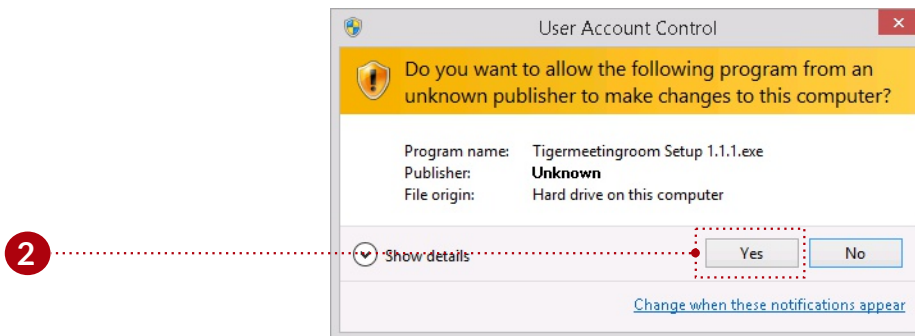 User Account Control
Do you want to allow the following program from an
unknown publisher to make changes to this computer?
Program name: Tigermeetingroom Setup 1.1.1.exe
Publisher: Unknown
File origin: Hard drive on this computer
2
Show details Yes No
Change when these notifications appear